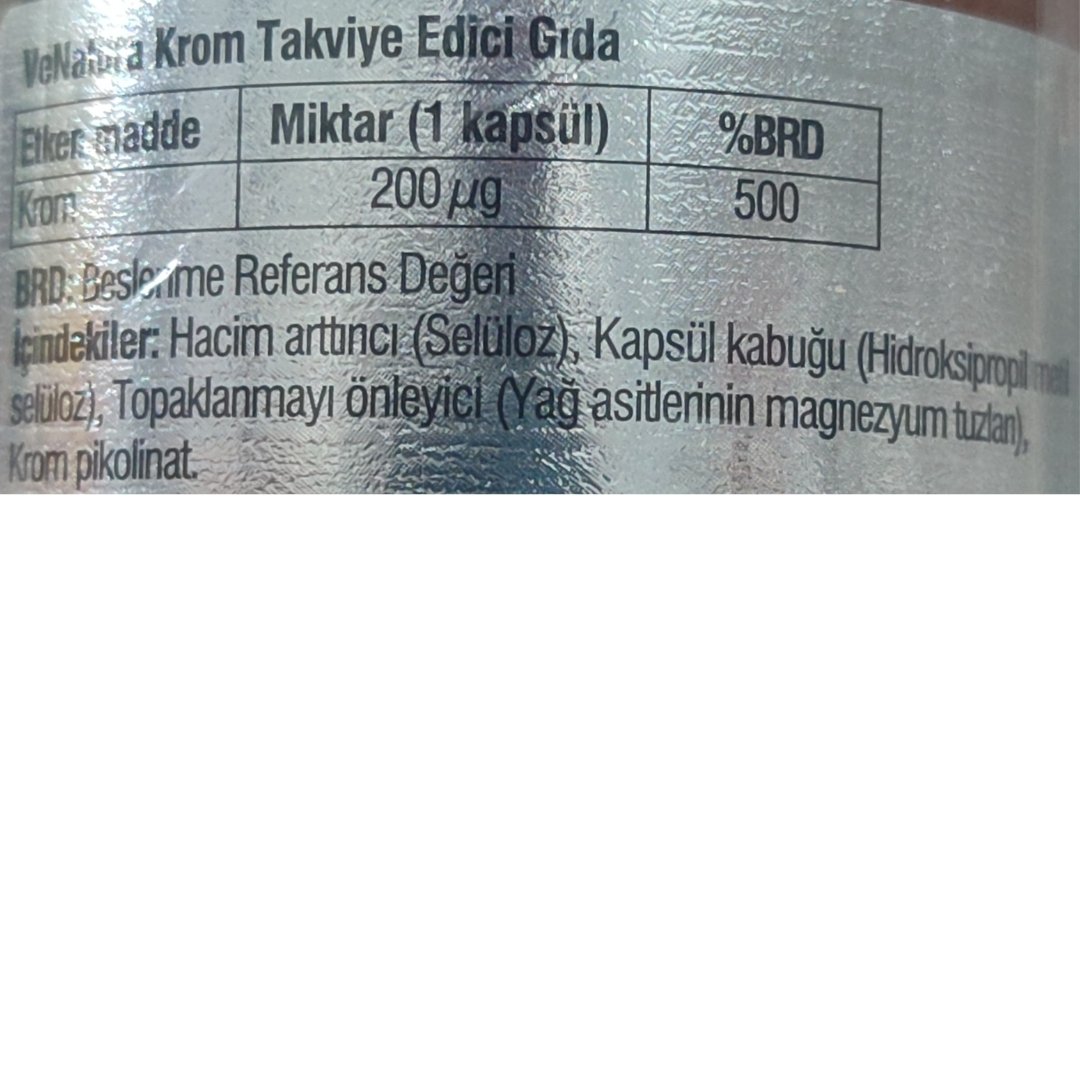 VeNatura Krom Takviye Edici Gıda
Etken madde Miktar (1 kapsül) %BRD
Krom 200 µg 500
BRD: Beslenme Referans Değeri
İçindekiler: Hacim arttırıcı (Selüloz), Kapsül kabuğu (Hidroksipropil metil
selüloz), Topaklanmayı önleyici (Yağ asitlerinin magnezyum tuzları),
Krom pikolinat.